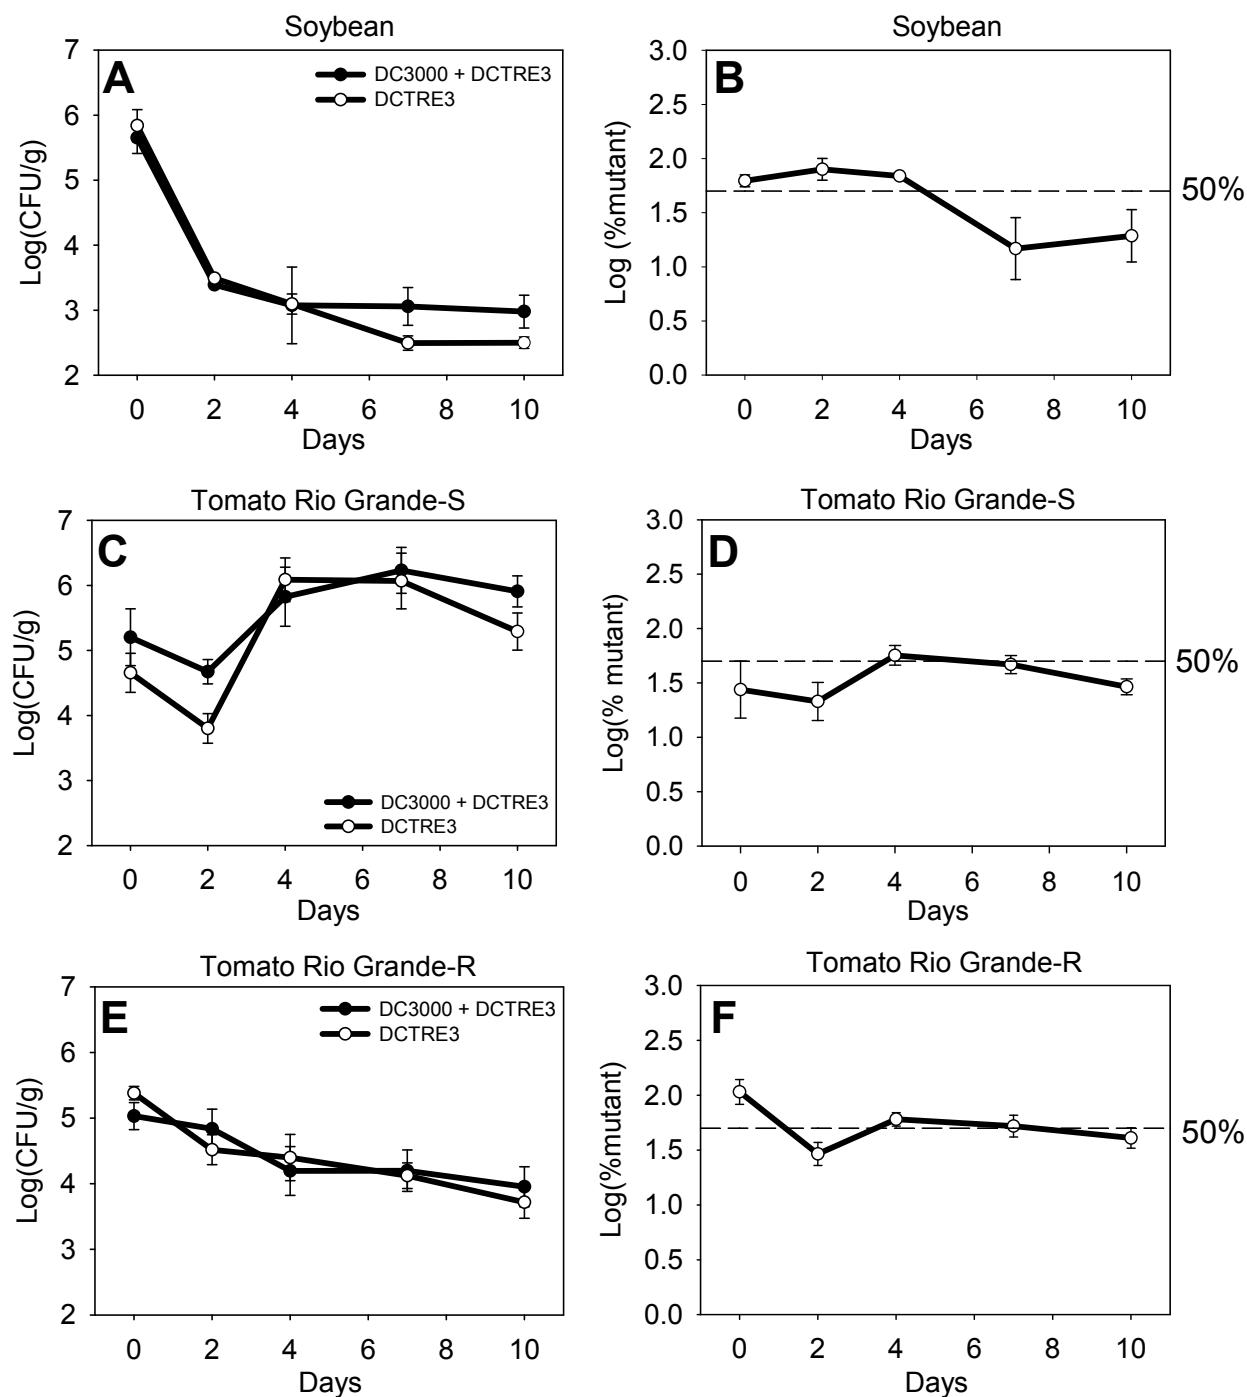 Soybean
A
DC3000 + DCTRE3
DCTRE3
Log(CFU/g)
7
6
5
4
3
2
0 2 4 6 8 10
Days
Soybean
B
Log (%mutant)
3.0
2.5
2.0
1.5
1.0
0.5
0.0
50%
0 2 4 6 8 10
Days
Tomato Rio Grande-S
C
Log(CFU/g)
7
6
5
4
3
2
DC3000 + DCTRE3
DCTRE3
0 2 4 6 8 10
Days
Tomato Rio Grande-S
D
Log(% mutant)
3.0
2.5
2.0
1.5
1.0
0.5
0.0
50%
0 2 4 6 8 10
Days
Tomato Rio Grande-R
E
DC3000 + DCTRE3
DCTRE3
Log(CFU/g)
7
6
5
4
3
2
0 2 4 6 8 10
Days
Tomato Rio Grande-R
F
Log(%mutant)
3.0
2.5
2.0
1.5
1.0
0.5
0.0
50%
0 2 4 6 8 10
Days